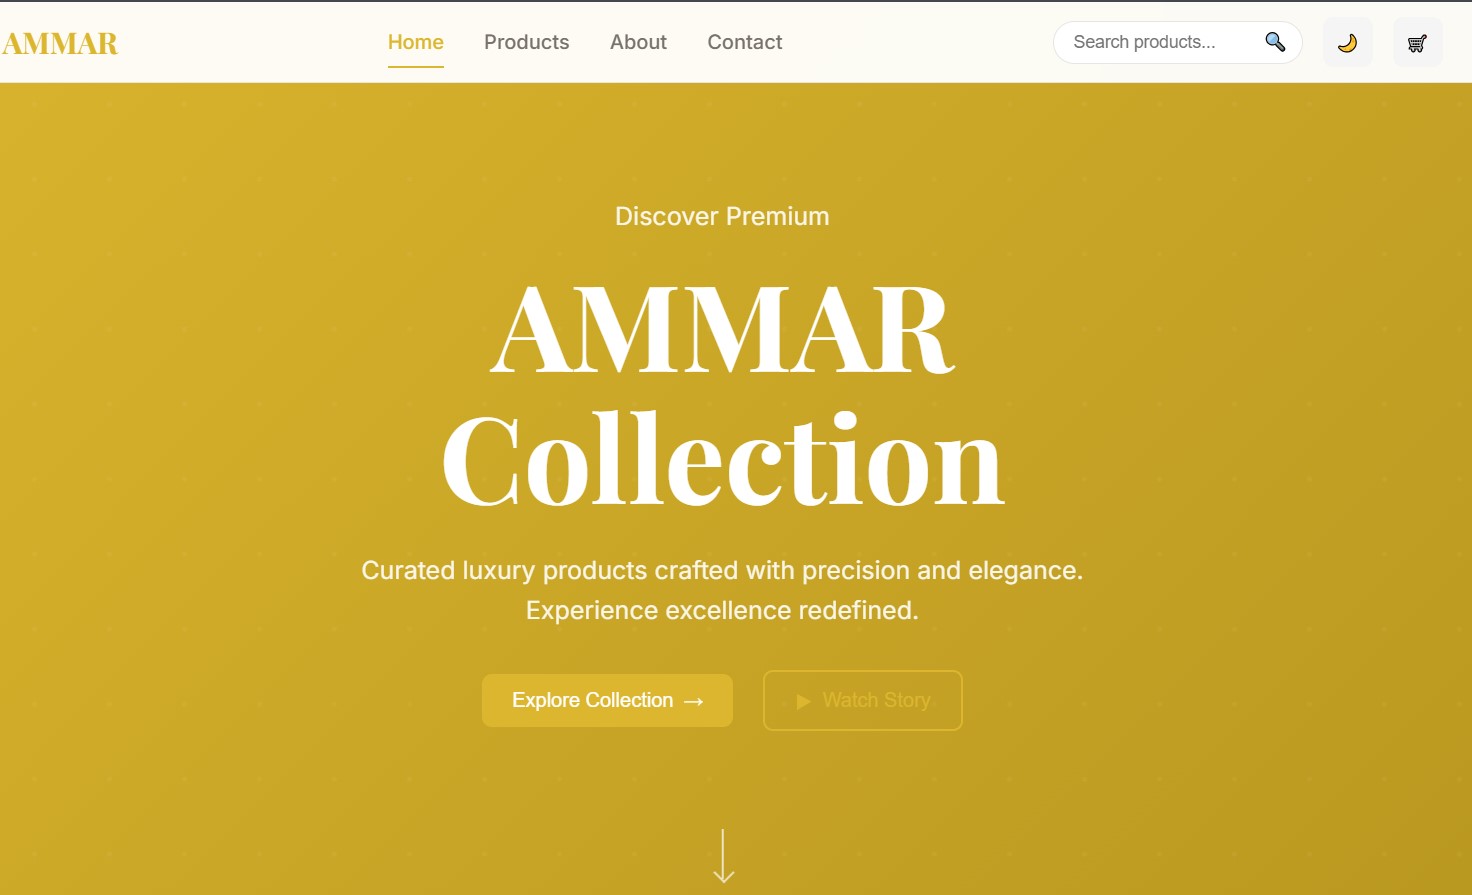 AMMAR
Home
Products
About
Contact
Search products...
Discover Premium
AMMAR
Collection
Curated luxury products crafted with precision and elegance.
Experience excellence redefined.
Explore Collection →
▶ Watch Story